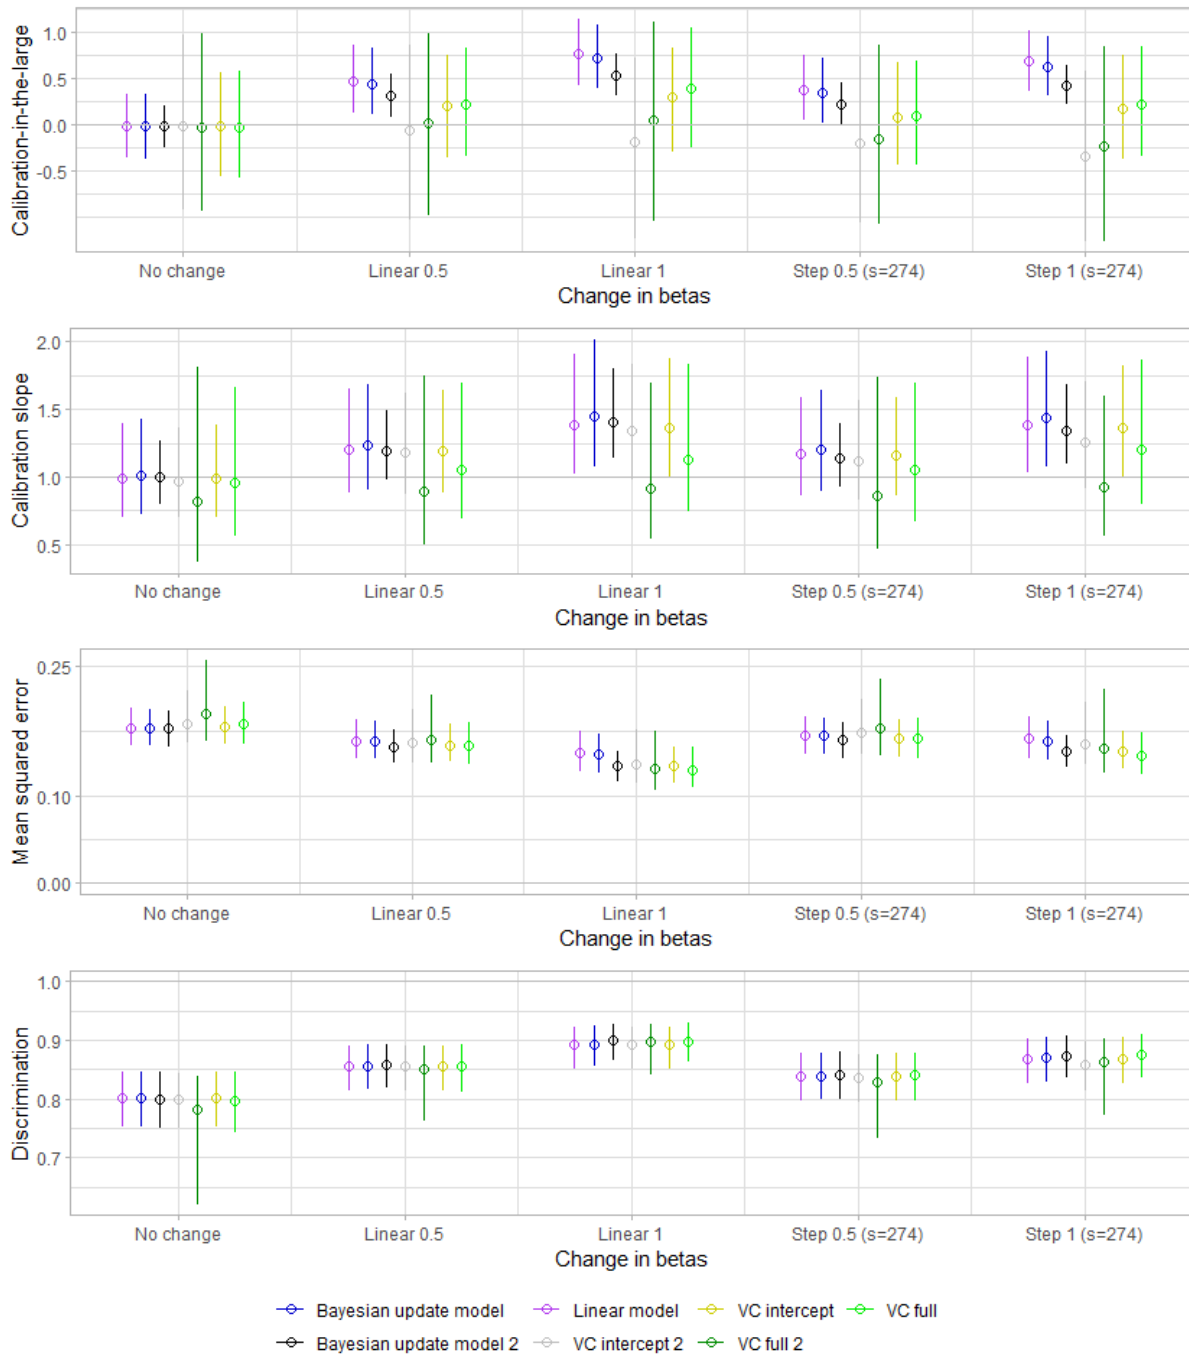 Calibration-in-the-large
1.0
0.5
0.0
-0.5
No change Linear 0.5 Linear 1 Step 0.5 (s=274) Step 1 (s=274)
Change in betas
Calibration slope
2.0
1.5
1.0
0.5
No change Linear 0.5 Linear 1 Step 0.5 (s=274) Step 1 (s=274)
Change in betas
Mean squared error
0.25
0.10
0.00
No change Linear 0.5 Linear 1 Step 0.5 (s=274) Step 1 (s=274)
Change in betas
Discrimination
1.0
0.9
0.8
0.7
No change Linear 0.5 Linear 1 Step 0.5 (s=274) Step 1 (s=274)
Change in betas
Bayesian update model Linear model VC intercept VC full
Bayesian update model 2 VC intercept 2 VC full 2